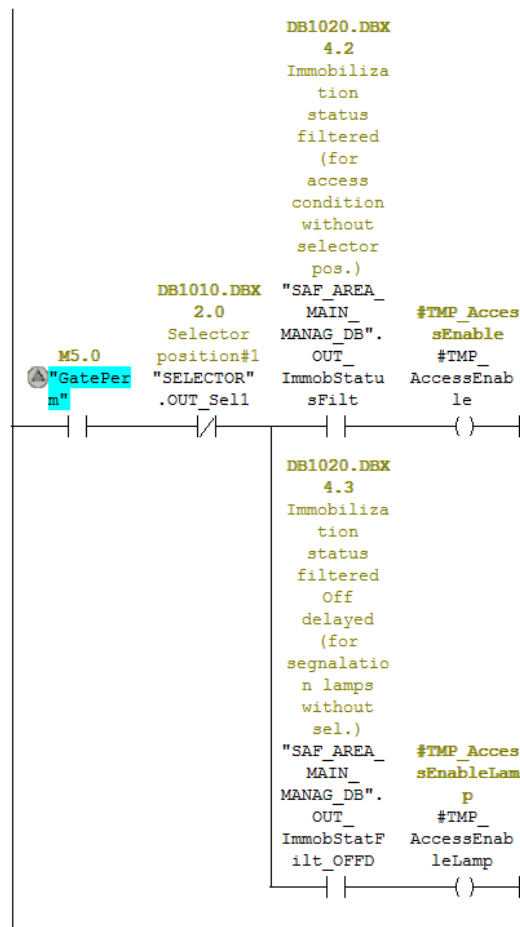 DB1020.DBX
4.2
Immobiliza
tion
status
filtered
(for
access
condition
without
selector
pos.)
"SAF_AREA_
MAIN_
MANAG_DB".
OUT_
ImmobStatu
sFilt
DB1010.DBX
2.0
Selector
position#1
"SELECTOR"
.OUT_Sel1
M5.0
"GatePer
m"
#TMP_Acces
sEnable
#TMP_
AccessEnab
le
DB1020.DBX
4.3
Immobiliza
tion
status
filtered
Off
delayed
(for
segnalatio
n lamps
without
sel.)
"SAF_AREA_
MAIN_
MANAG_DB".
OUT_
ImmobStatF
ilt_OFFD
#TMP_Acces
sEnableLam
p
#TMP_
AccessEnab
leLamp